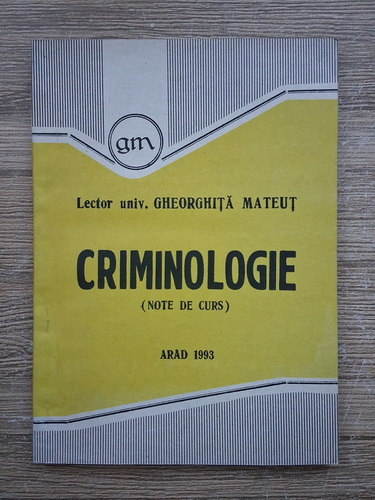 gm
Lector univ. GHEORGHIȚĂ MATEUȚ
CRIMINOLOGIE
(NOTE DE CURS)
ARAD 1993